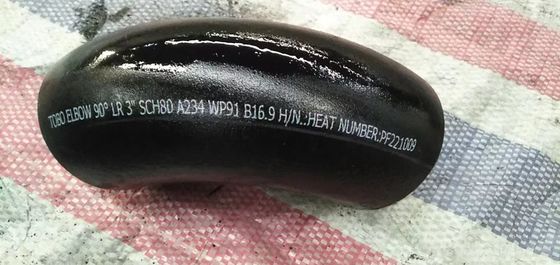 TOBO ELBOW 90° LR 3" SCH80 A234 WP91 B16.9 H/N.:HEAT NUMBER:PF221009